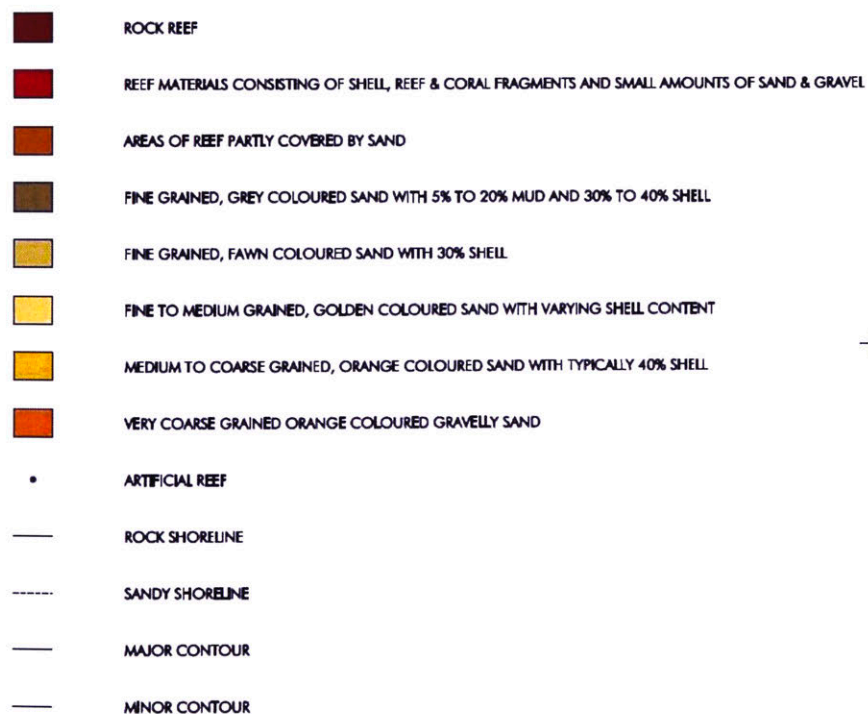 ROCK REEF
REEF MATERIALS CONSISTING OF SHELL, REEF & CORAL FRAGMENTS AND SMALL AMOUNTS OF SAND & GRAVEL
AREAS OF REEF PARTLY COVERED BY SAND
FINE GRAINED, GREY COLOURED SAND WITH 5% TO 20% MUD AND 30% TO 40% SHELL
FINE GRAINED, FAWN COLOURED SAND WITH 30% SHELL
FINE TO MEDIUM GRAINED, GOLDEN COLOURED SAND WITH VARYING SHELL CONTENT
MEDIUM TO COARSE GRAINED, ORANGE COLOURED SAND WITH TYPICALLY 40% SHELL
VERY COARSE GRAINED ORANGE COLOURED GRAVELLY SAND
ARTIFICIAL REEF
ROCK SHORELINE
SANDY SHORELINE
MAJOR CONTOUR
MINOR CONTOUR